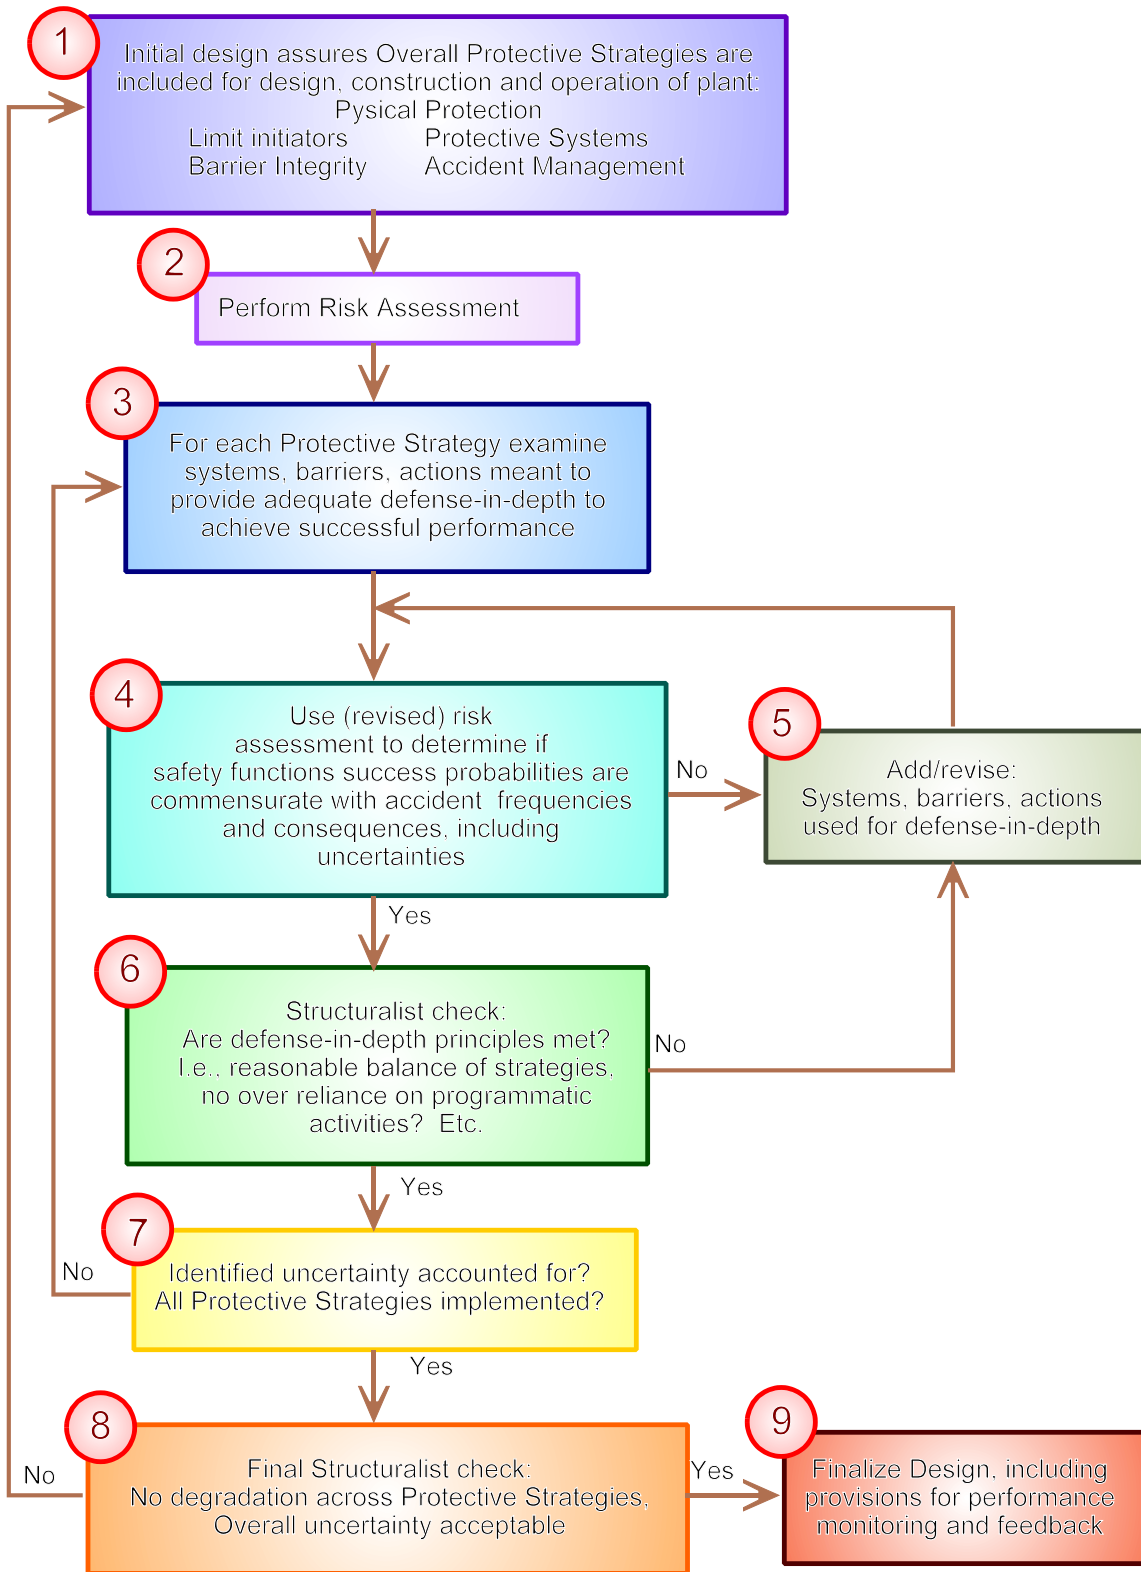 1
Initial design assures Overall Protective Strategies are
included for design, construction and operation of plant:
Pysical Protection
Limit initiators Protective Systems
Barrier Integrity Accident Management
2
Perform Risk Assessment
3
For each Protective Strategy examine
systems, barriers, actions meant to
provide adequate defense-in-depth to
achieve successful performance
4
Use (revised) risk
assessment to determine if
safety functions success probabilities are
commensurate with accident frequencies
and consequences, including
uncertainties
No
5
Add/revise:
Systems, barriers, actions
used for defense-in-depth
Yes
6
Structuralist check:
Are defense-in-depth principles met?
I.e., reasonable balance of strategies,
no over reliance on programmatic
activities? Etc.
No
Yes
7
Identified uncertainty accounted for?
All Protective Strategies implemented?
No
Yes
8
Final Structuralist check:
No degradation across Protective Strategies,
Overall uncertainty acceptable
No
Yes
9
Finalize Design, including
provisions for performance
monitoring and feedback